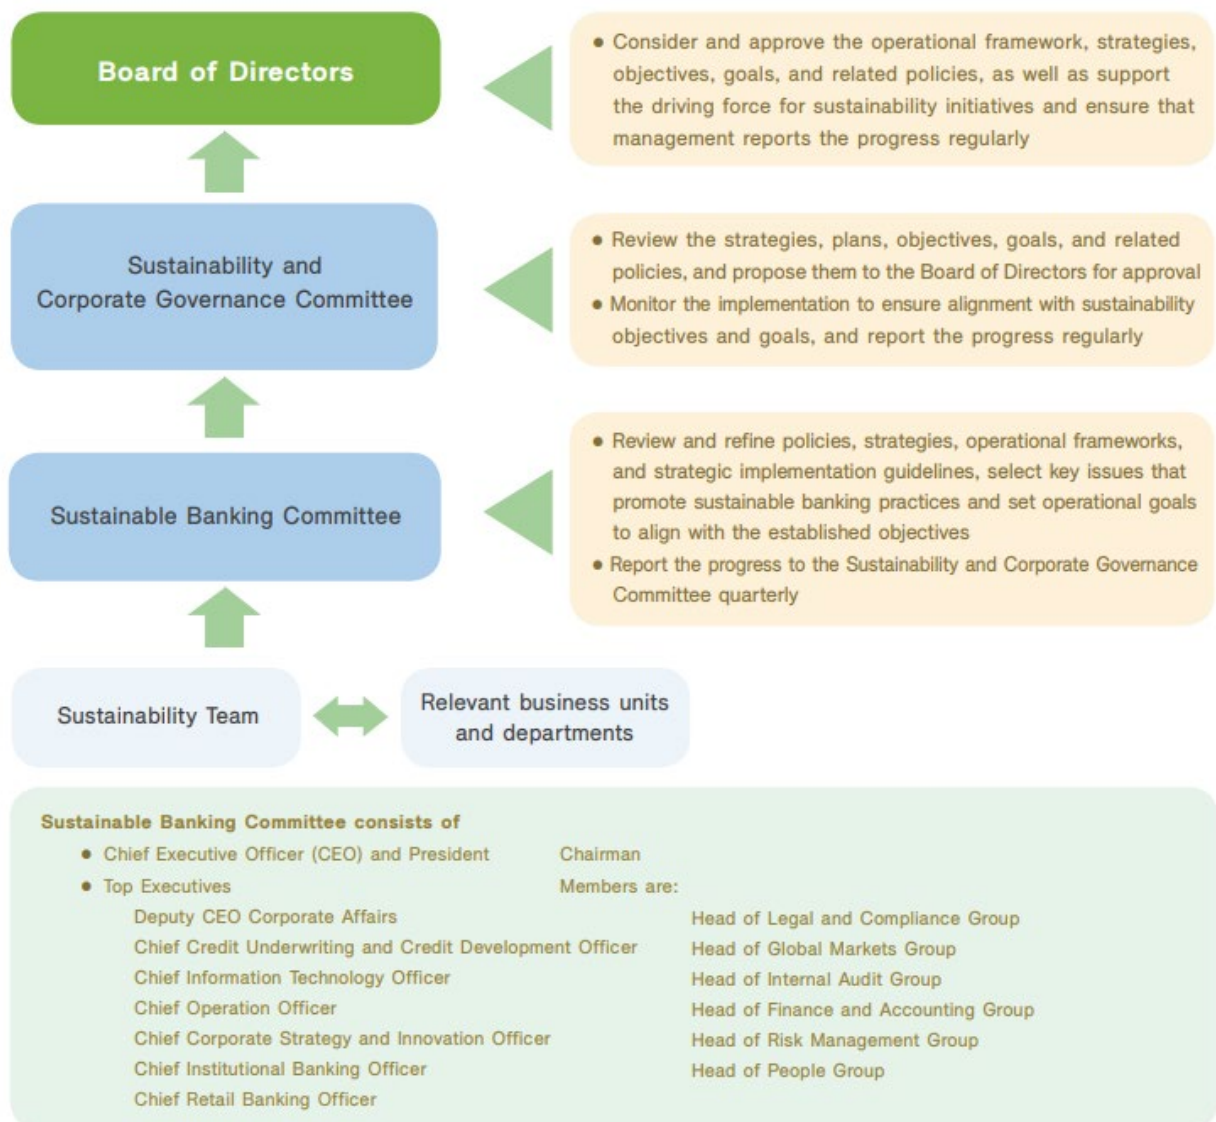 Board of Directors
• Consider and approve the operational framework, strategies,
objectives, goals, and related policies, as well as support
the driving force for sustainability initiatives and ensure that
management reports the progress regularly
Sustainability and
Corporate Governance Committee
• Review the strategies, plans, objectives, goals, and related
policies, and propose them to the Board of Directors for approval
• Monitor the implementation to ensure alignment with sustainability
objectives and goals, and report the progress regularly
Sustainable Banking Committee
• Review and refine policies, strategies, operational frameworks,
and strategic implementation guidelines, select key issues that
promote sustainable banking practices and set operational goals
to align with the established objectives
• Report the progress to the Sustainability and Corporate Governance
Committee quarterly
Sustainability Team
Relevant business units
and departments
Sustainable Banking Committee consists of
• Chief Executive Officer (CEO) and President Chairman
• Top Executives Members are:
Deputy CEO Corporate Affairs
Chief Credit Underwriting and Credit Development Officer
Chief Information Technology Officer
Chief Operation Officer
Chief Corporate Strategy and Innovation Officer
Chief Institutional Banking Officer
Chief Retail Banking Officer
Head of Legal and Compliance Group
Head of Global Markets Group
Head of Internal Audit Group
Head of Finance and Accounting Group
Head of Risk Management Group
Head of People Group